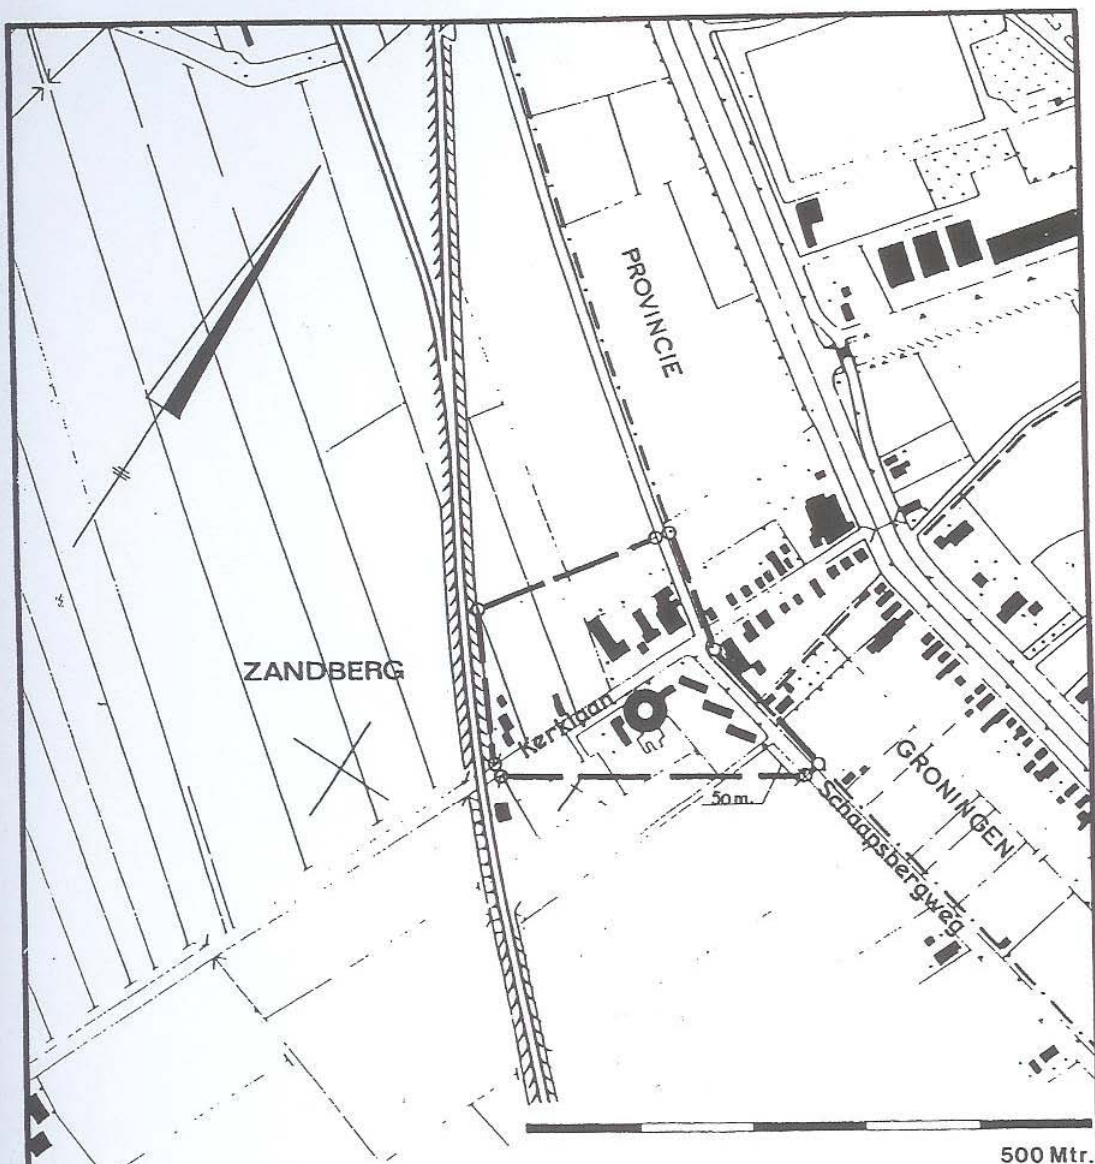 PROVINCIE
ZANDBERG
Kerklaan
GRONINGEN
50 m.
Schaapsbergweg
500 Mtr.